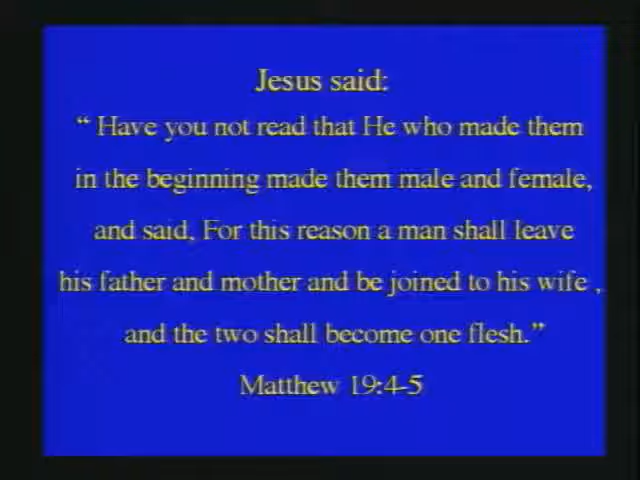 Jesus said:
“ Have you not read that He who made them
in the beginning made them male and female,
and said, For this reason a man shall leave
his father and mother and be joined to his wife ,
and the two shall become one flesh.”
Matthew 19:4-5